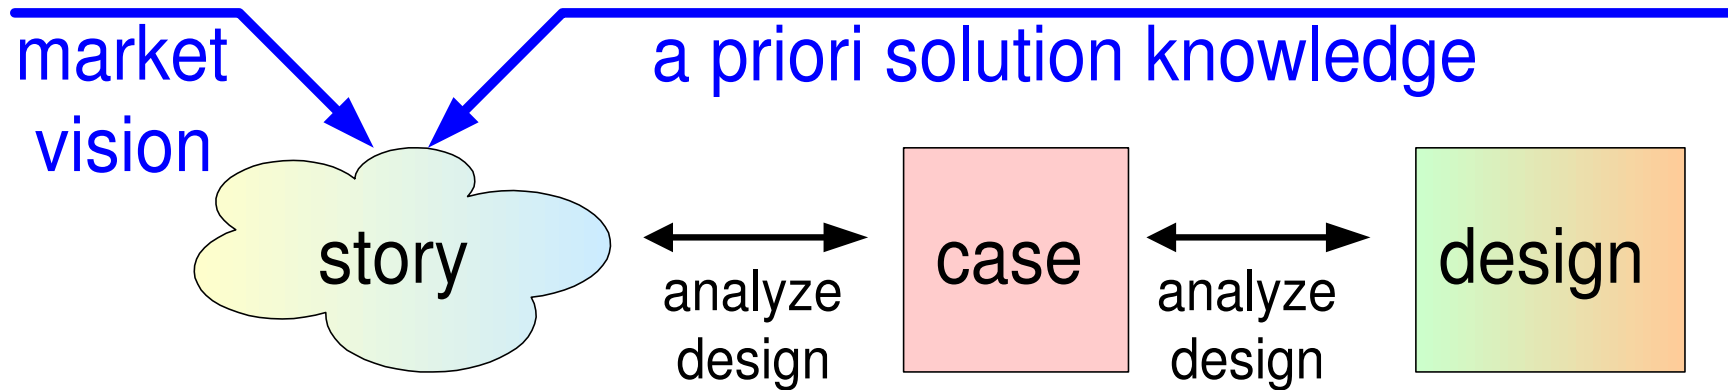 market
vision
a priori solution knowledge
story
analyze
design
case
analyze
design
design